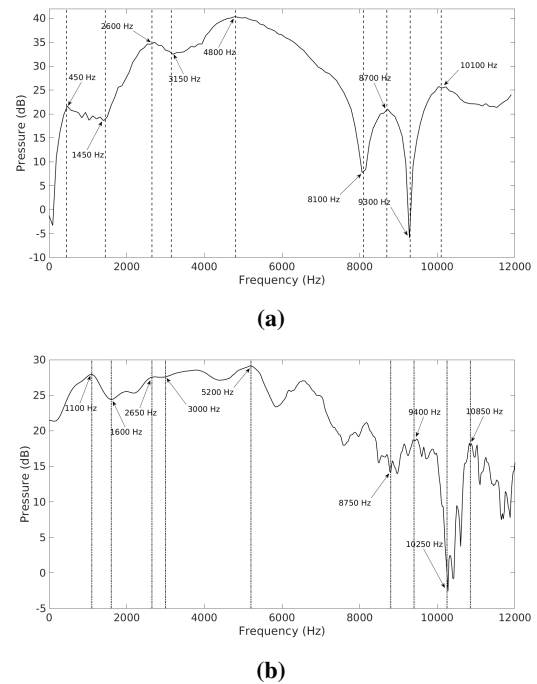 40
35
30
25
20
15
10
5
0
-5
-10
Pressure (dB)
2600 Hz
450 Hz
3150 Hz
4800 Hz
8700 Hz
10100 Hz
1450 Hz
8100 Hz
9300 Hz
0 2000 4000 6000 8000 10000 12000
Frequency (Hz)
(a)
30
25
20
15
10
5
0
-5
Pressure (dB)
1100 Hz
1600 Hz
2650 Hz
3000 Hz
5200 Hz
9400 Hz
10850 Hz
8750 Hz
10250 Hz
0 2000 4000 6000 8000 10000 12000
Frequency (Hz)
(b)